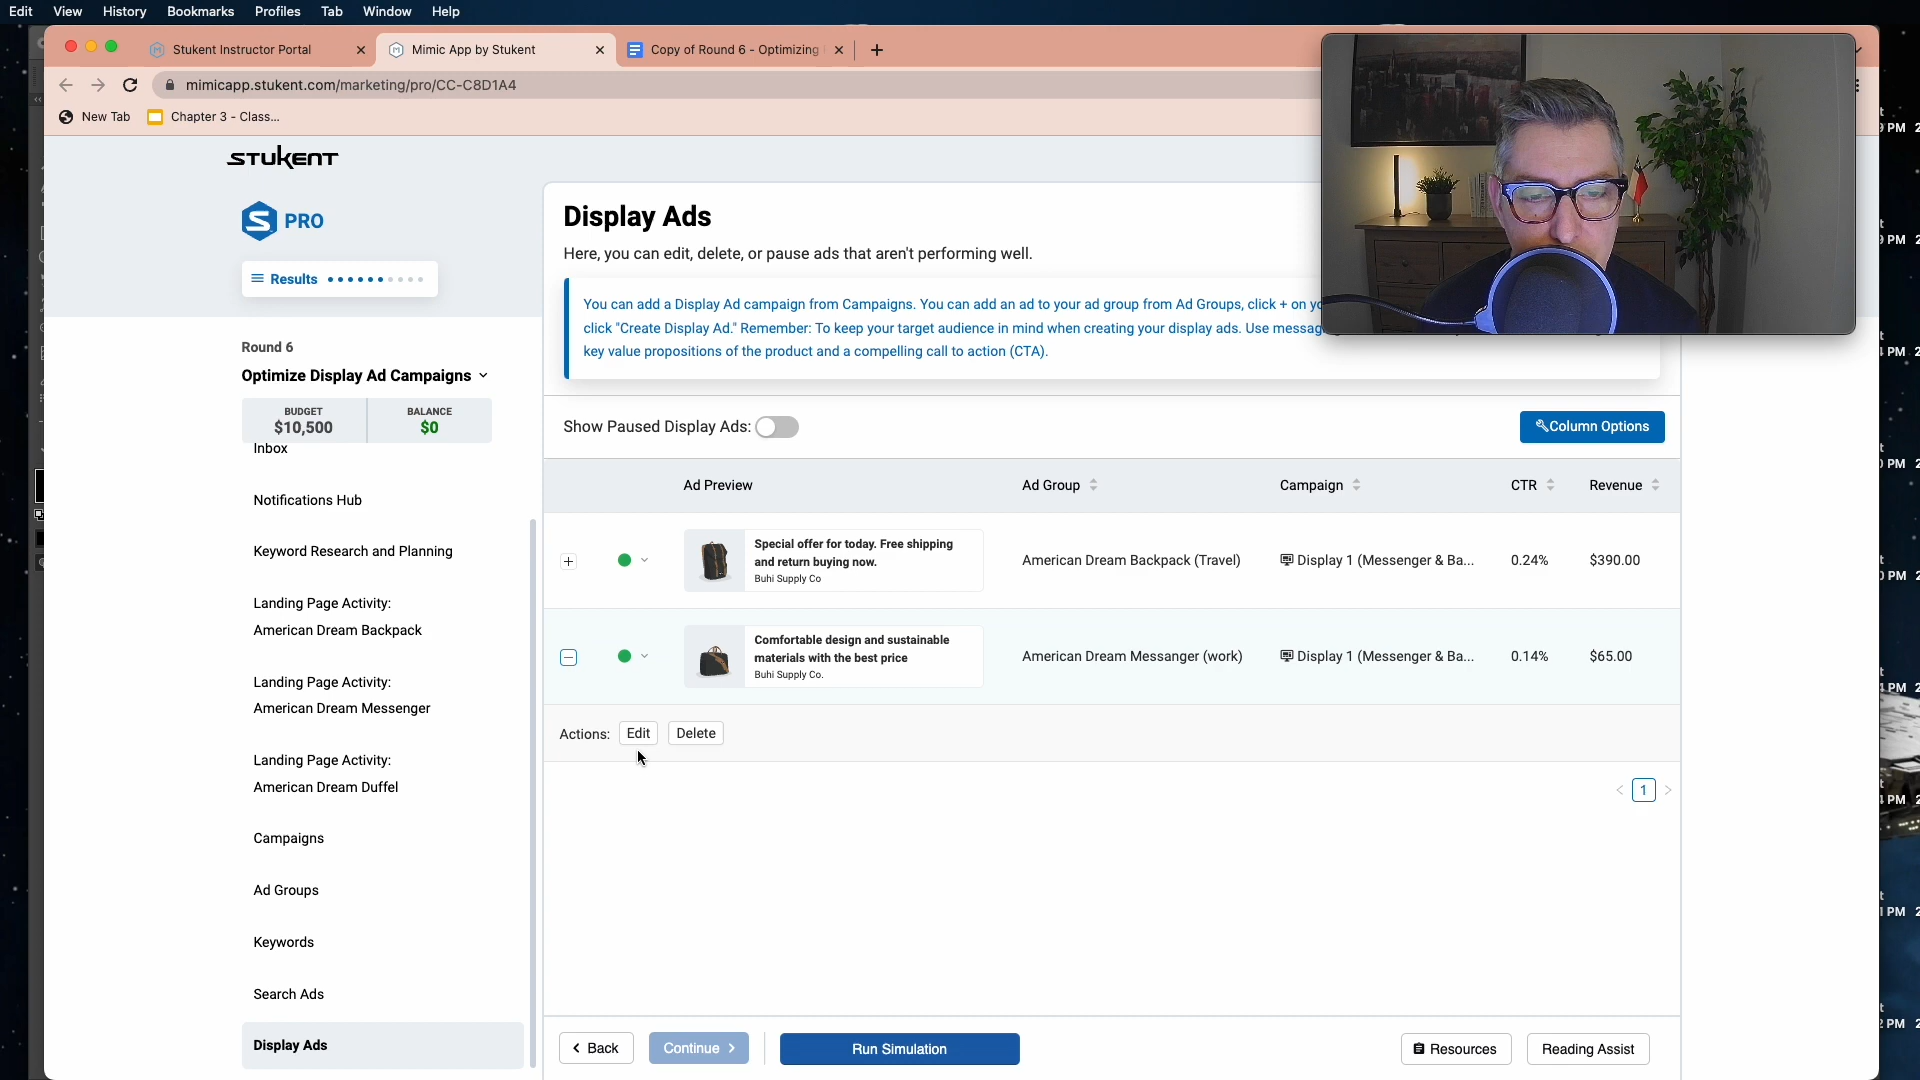 Edit View History Bookmarks Profiles Tab Window Help
Stukent Instructor Portal
Mimic App by Stukent
Copy of Round 6 - Optimizing
mimicapp.stukent.com/marketing/pro/CC-C8D1A4
New Tab
Chapter 3 - Class...
STUKENT
PRO
Results
Round 6
Optimize Display Ad Campaigns
BUDGET
$10,500
BALANCE
$0
Inbox
Notifications Hub
Keyword Research and Planning
Landing Page Activity:
American Dream Backpack
Landing Page Activity:
American Dream Messenger
Landing Page Activity:
American Dream Duffel
Campaigns
Ad Groups
Keywords
Search Ads
Display Ads
Display Ads
Here, you can edit, delete, or pause ads that aren't performing well.
You can add a Display Ad campaign from Campaigns. You can add an ad to your ad group from Ad Groups, click + on
click "Create Display Ad." Remember: To keep your target audience in mind when creating your display ads. Use
key value propositions of the product and a compelling call to action (CTA).
Show Paused Display Ads:
Column Options
Ad Preview Ad Group Campaign CTR Revenue
Special offer for today. Free shipping
and return buying now.
Buhi Supply Co
American Dream Backpack (Travel) Display 1 (Messenger & Ba... 0.24% $390.00
Comfortable design and sustainable
materials with the best price
Buhi Supply Co.
American Dream Messanger (work) Display 1 (Messenger & Ba... 0.14% $65.00
Actions: Edit Delete
1
Back
Continue
Run Simulation
Resources
Reading Assist